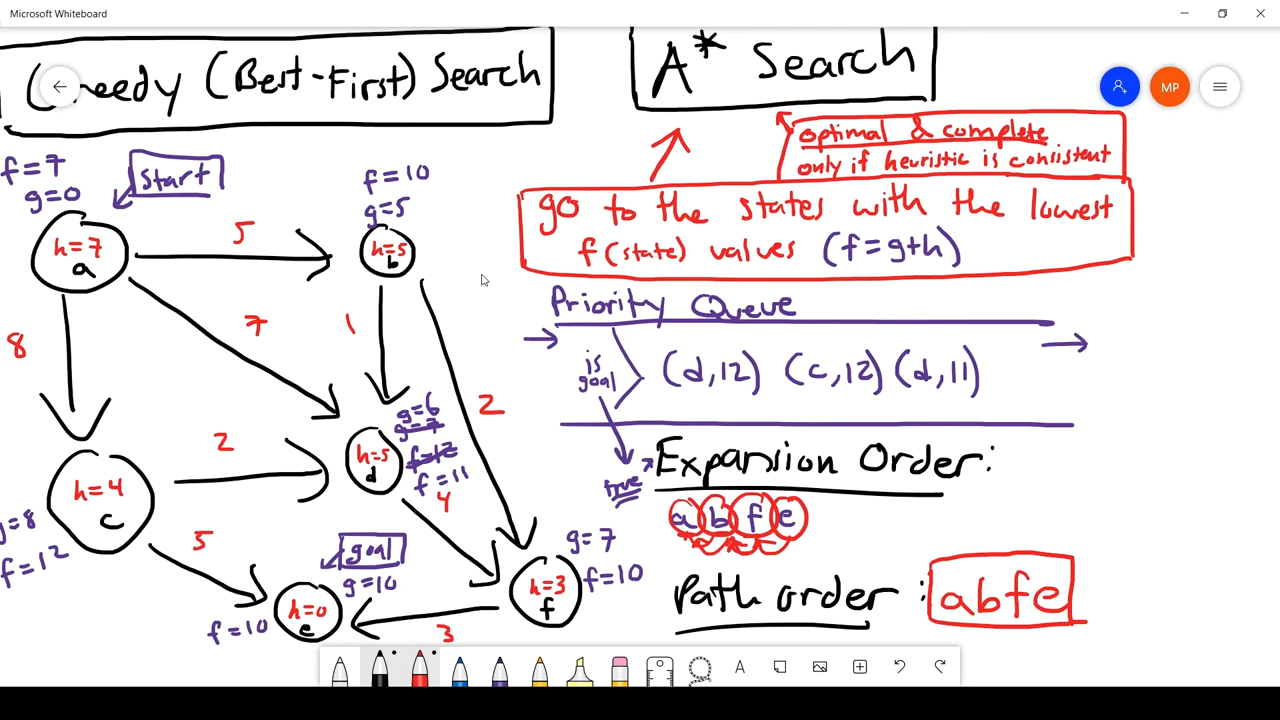 Microsoft Whiteboard
Greedy (Best-First) Search
A* Search
MP
optimal & complete
only if heuristic is consistent
go to the states with the lowest
f(state) values (f=g+h)
f=7
g=0
Start
f=10
g=5
h=7
a
5
h=5
b
8
7
1
2
Priority Queue
is
goal
(d,12) (c,12) (d,11)
true
g=6
g=7
f=12
f=11
h=5
d
2
4
h=4
c
g=8
f=12
5
goal
g=10
f=10
h=0
e
3
g=7
f=10
h=3
f
Expansion Order:
a b f e
Path order : abfe
A